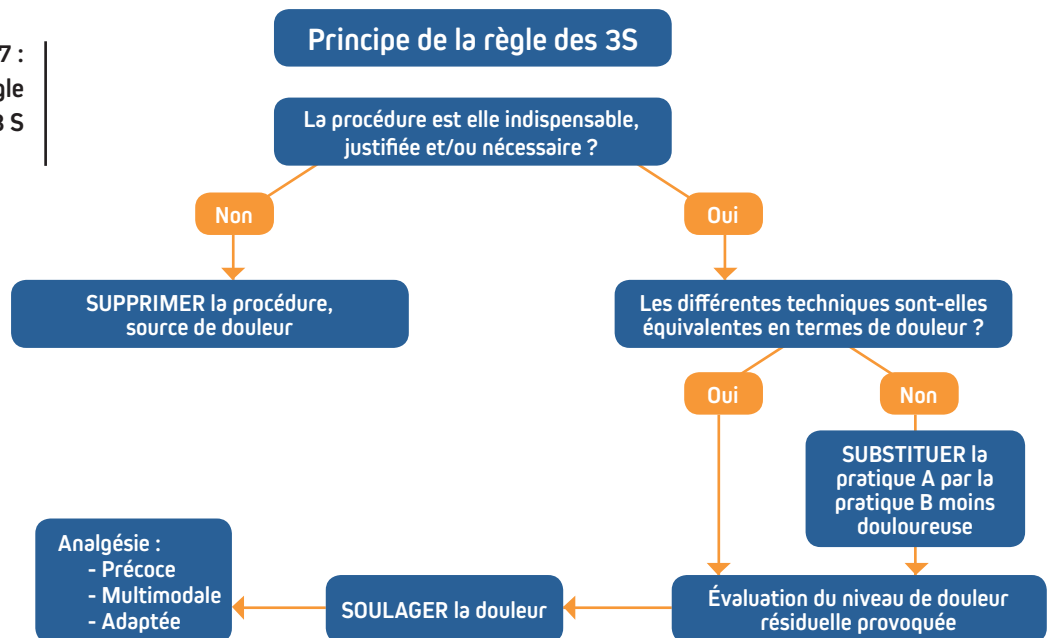 7 :
gle
3 S
Principe de la règle des 3S
La procédure est elle indispensable,
justifiée et/ou nécessaire ?
Non
Oui
SUPPRIMER la procédure,
source de douleur
Les différentes techniques sont-elles
équivalentes en termes de douleur ?
Oui
Non
SUBSTITUER la
pratique A par la
pratique B moins
douloureuse
Analgésie :
- Précoce
- Multimodale
- Adaptée
SOULAGER la douleur
Évaluation du niveau de douleur
résiduelle provoquée